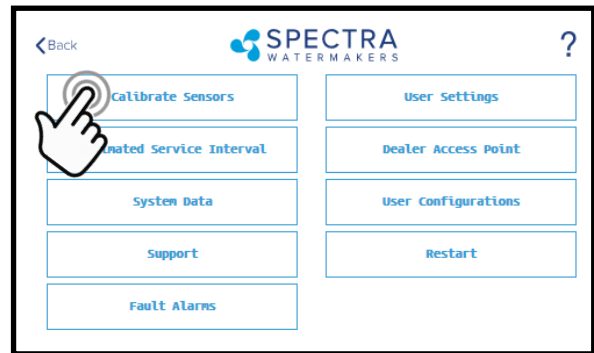 Back
SPECTRA
WATERMAKERS
?
Calibrate Sensors
User Settings
Service Interval
Dealer Access Point
System Data
User Configurations
Support
Restart
Fault Alarms